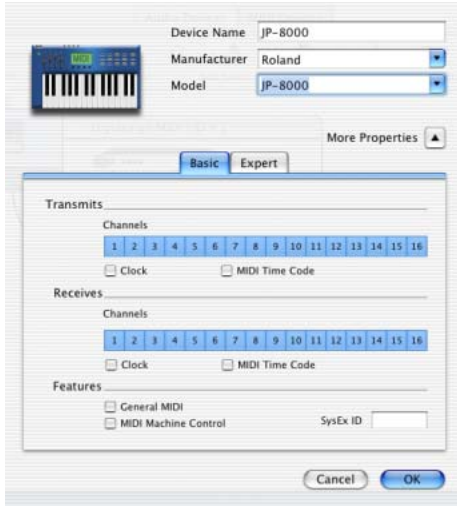 Device Name JP-8000
Manufacturer Roland
Model JP-8000
MIDI
More Properties
Basic Expert
Transmits
Channels
1 2 3 4 5 6 7 8 9 10 11 12 13 14 15 16
Clock MIDI Time Code
Receives
Channels
1 2 3 4 5 6 7 8 9 10 11 12 13 14 15 16
Clock MIDI Time Code
Features
General MIDI
MIDI Machine Control SysEx ID
Cancel OK